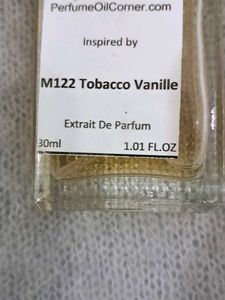 PerfumeOilCorner.com
Inspired by
M122 Tobacco Vanille
Extrait De Parfum
30ml 1.01 FL.OZ